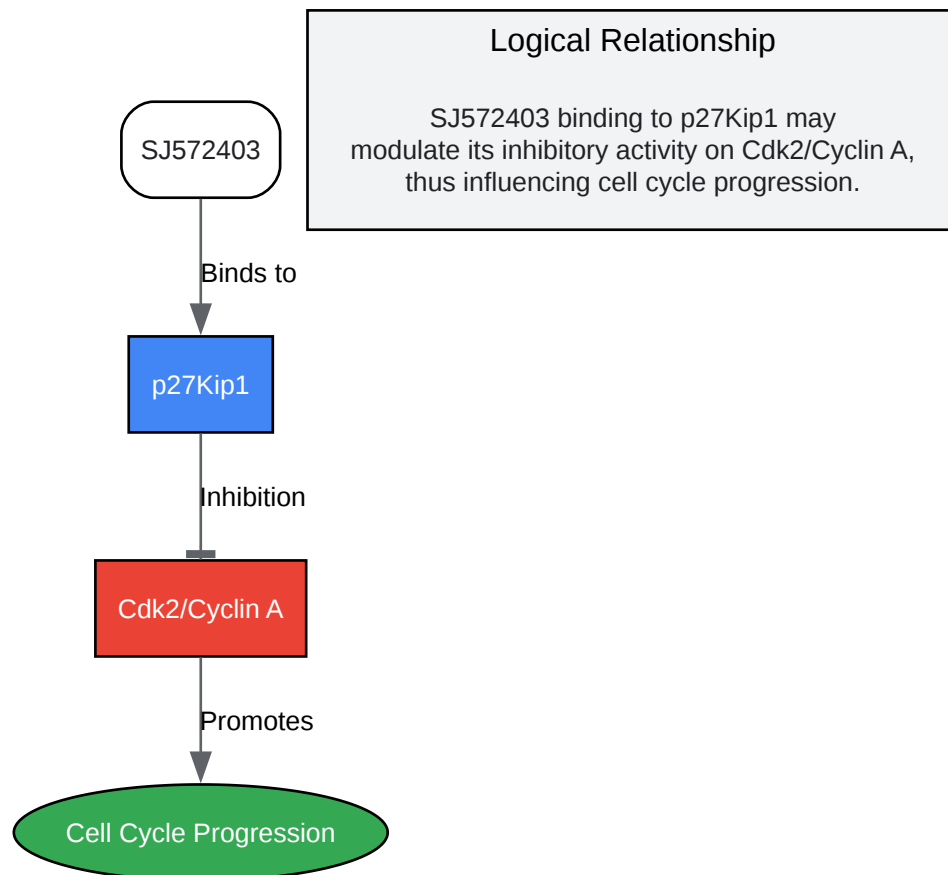 Logical Relationship
SJ572403 binding to p27Kip1 may
modulate its inhibitory activity on Cdk2/Cyclin A,
thus influencing cell cycle progression.
SJ572403
Binds to
p27Kip1
Inhibition
Cdk2/Cyclin A
Promotes
Cell Cycle Progression